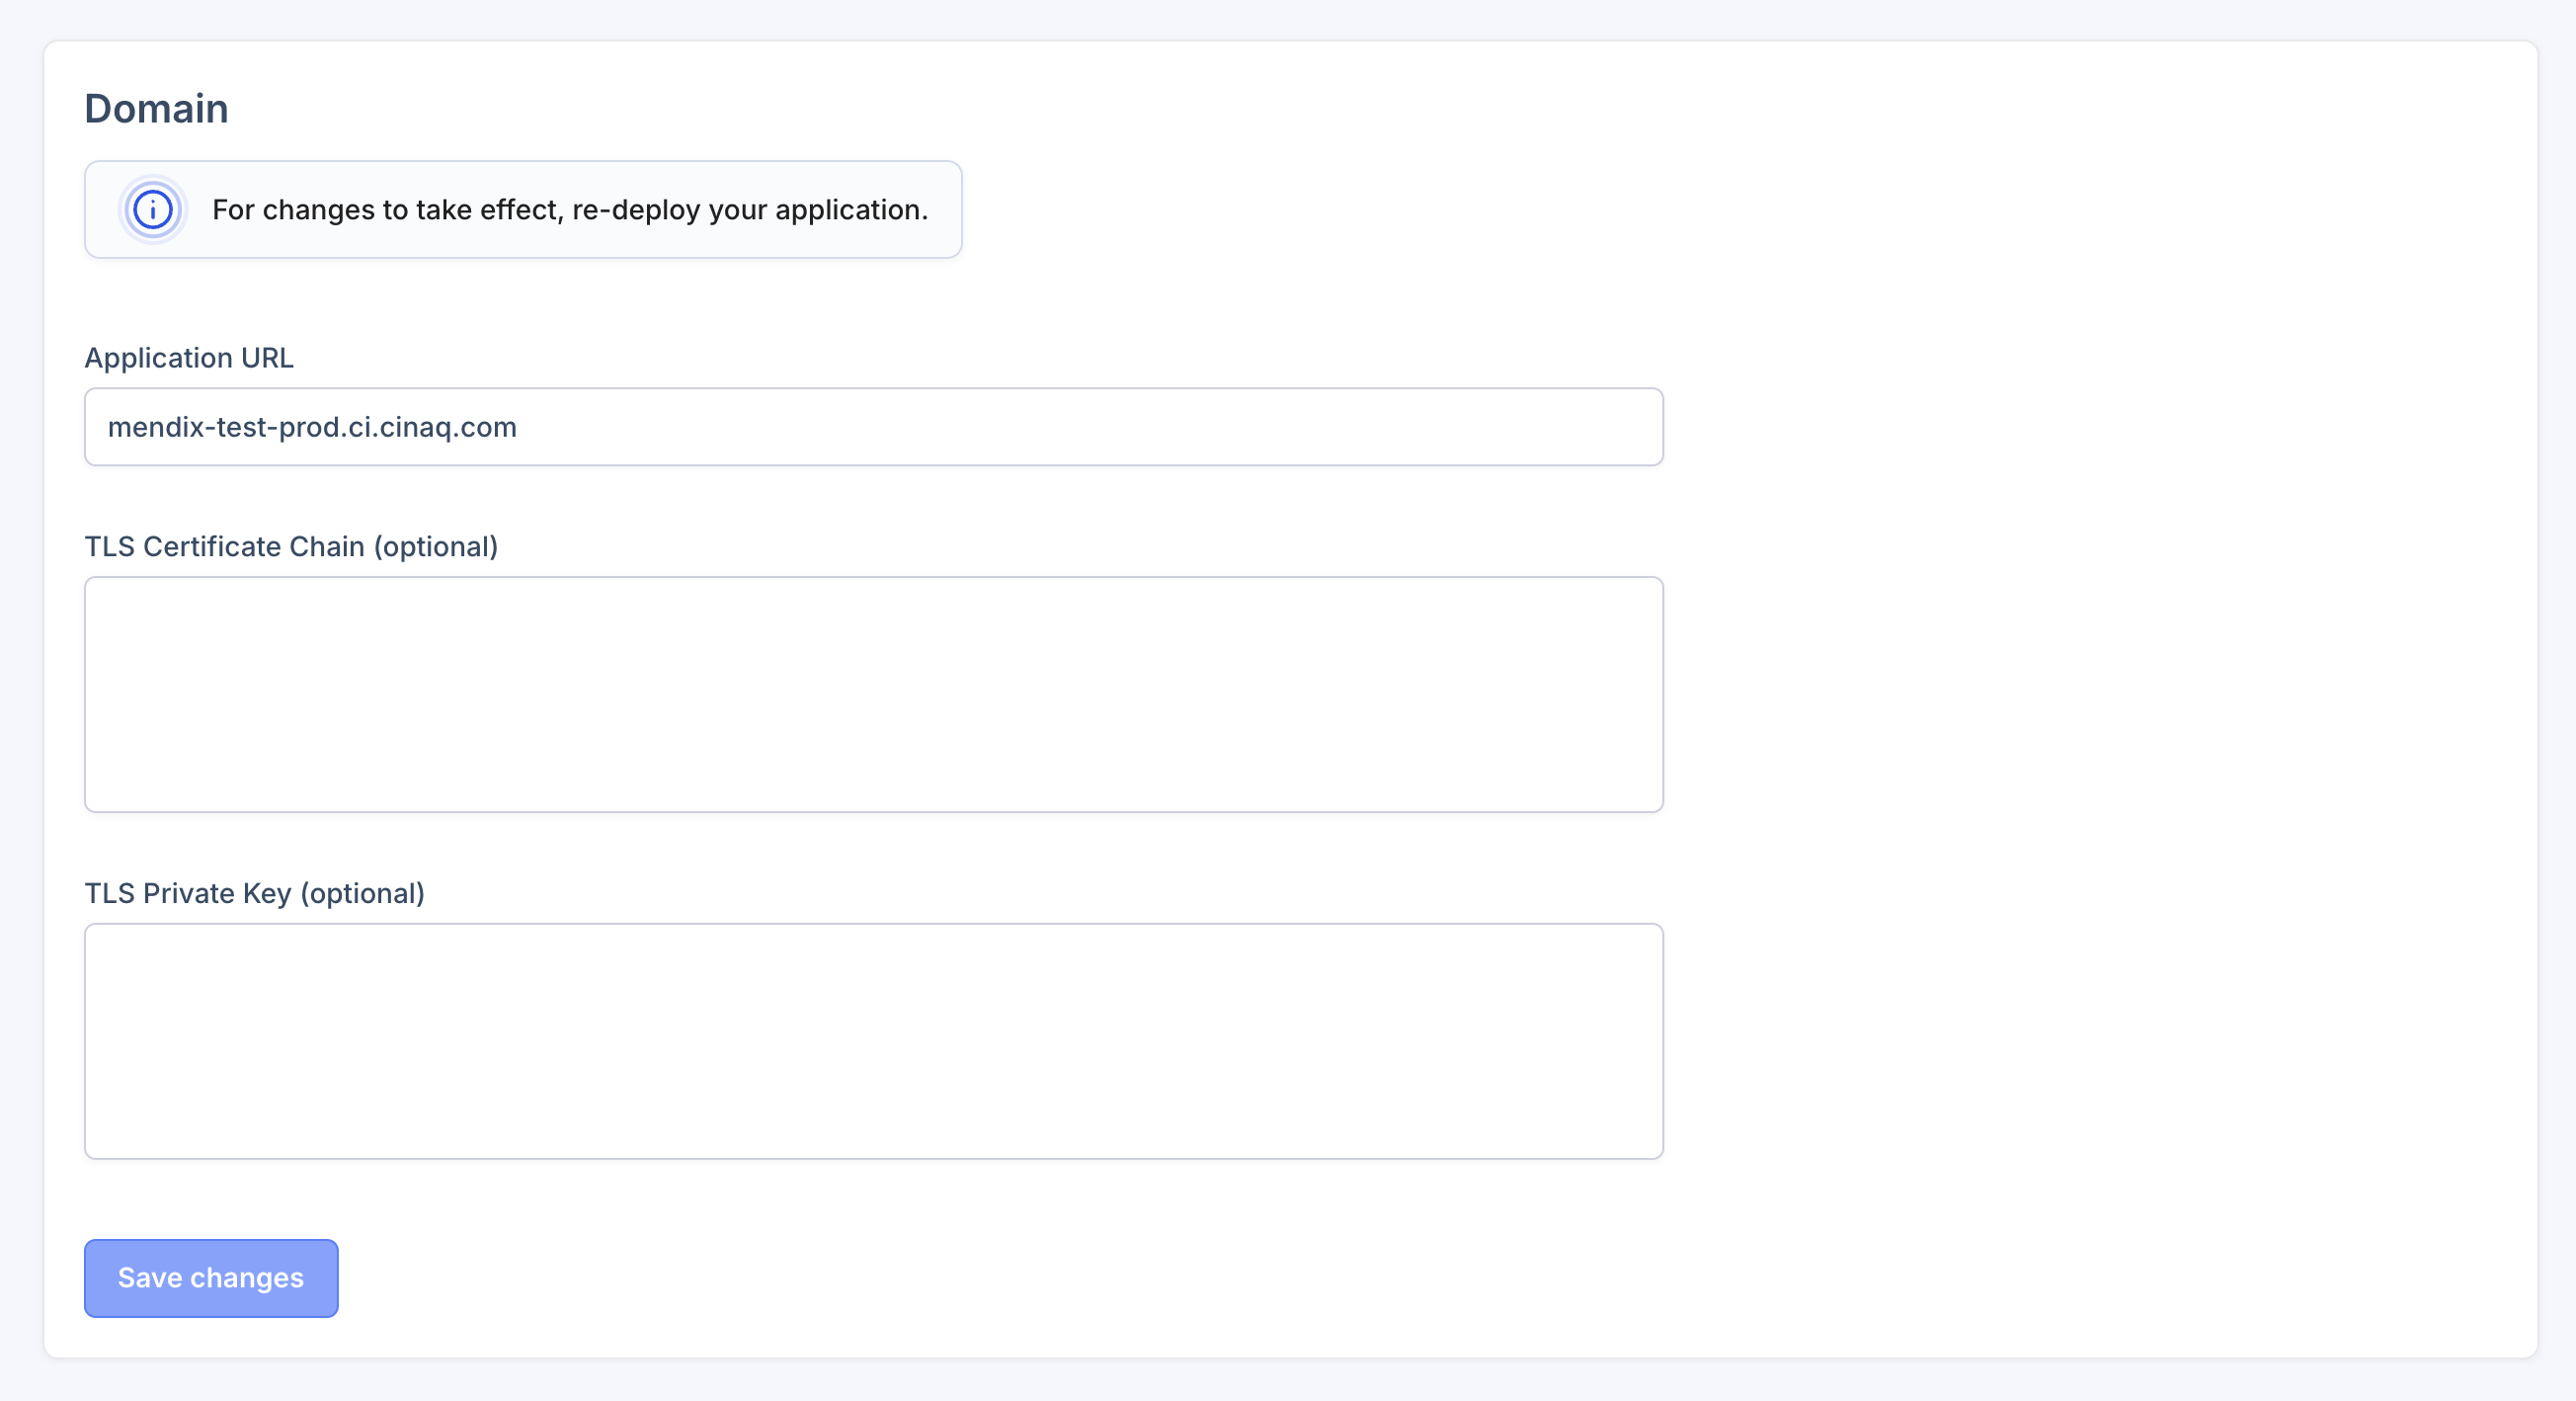 Domain
For changes to take effect, re-deploy your application.
Application URL
mendix-test-prod.ci.cinaq.com
TLS Certificate Chain (optional)
TLS Private Key (optional)
Save changes